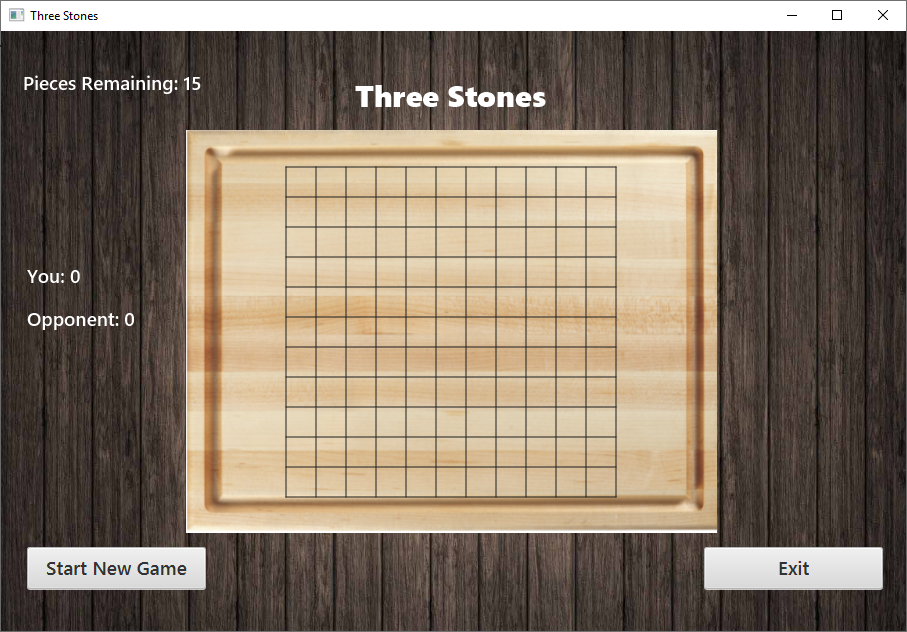 Three Stones
Pieces Remaining: 15
Three Stones
You: 0
Opponent: 0
Start New Game
Exit